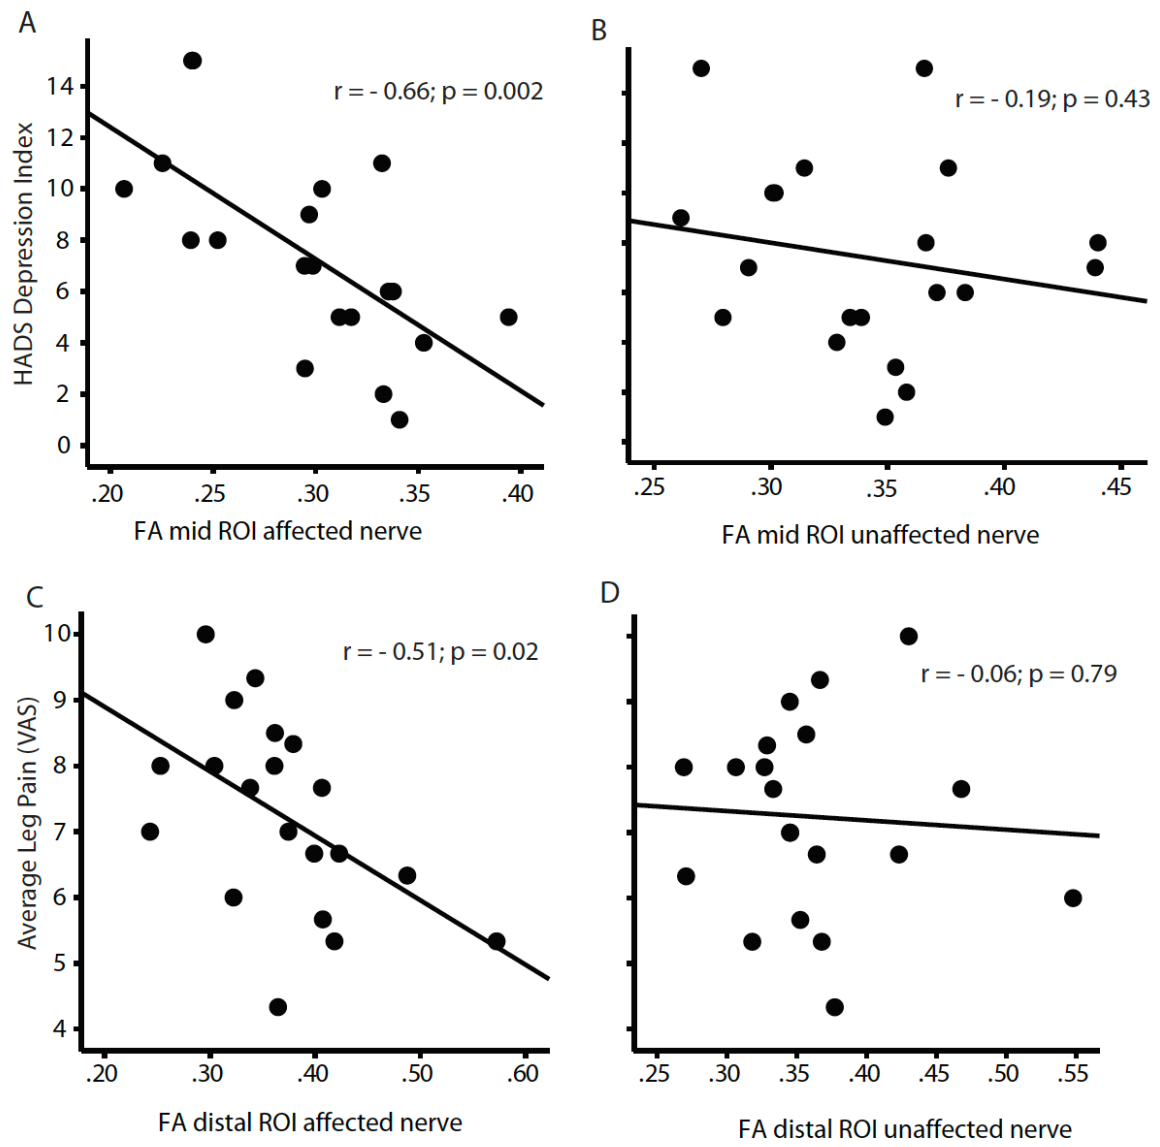 A
r = - 0.66; p = 0.002
HADS Depression Index
14
12
10
8
6
4
2
0
.20 .25 .30 .35 .40
FA mid ROI affected nerve
B
r = - 0.19; p = 0.43
.25 .30 .35 .40 .45
FA mid ROI unaffected nerve
C
r = - 0.51; p = 0.02
Average Leg Pain (VAS)
10
9
8
7
6
5
4
.20 .30 .40 .50 .60
FA distal ROI affected nerve
D
r = - 0.06; p = 0.79
.25 .30 .35 .40 .45 .50 .55
FA distal ROI unaffected nerve